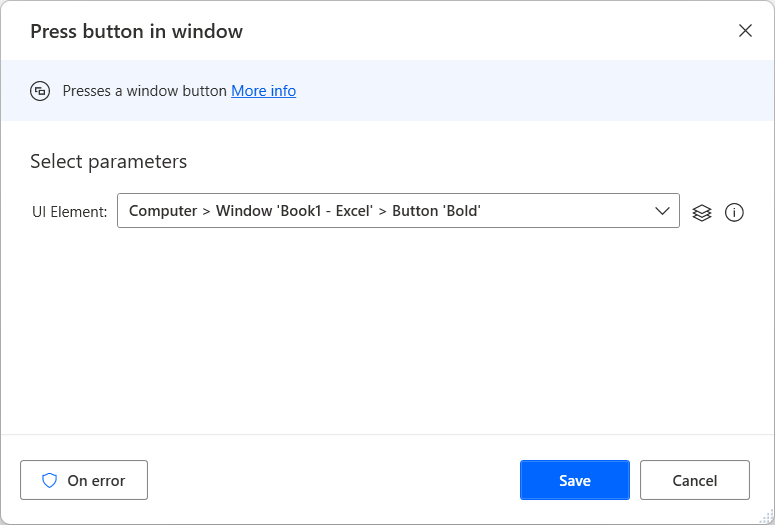 Press button in window
Presses a window button More info
Select parameters
UI Element: Computer > Window 'Book1 - Excel' > Button 'Bold'
On error
Save
Cancel